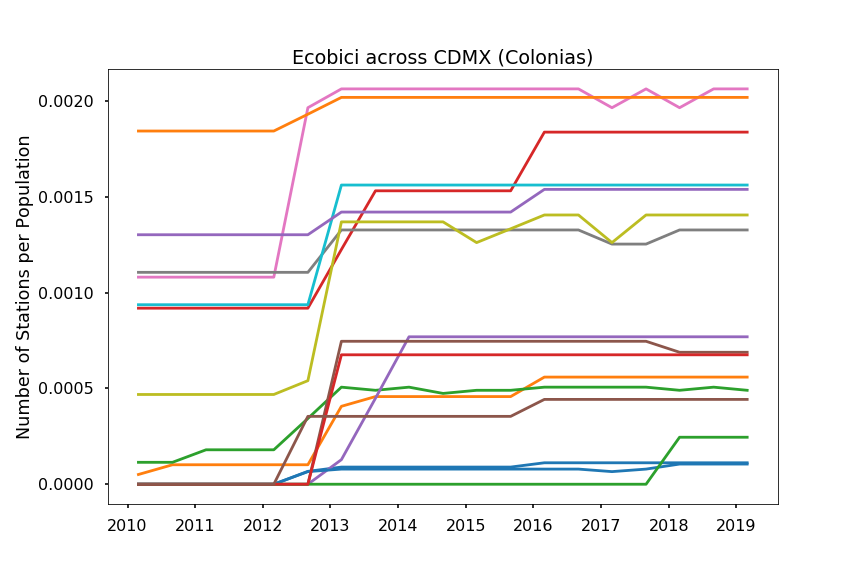 Ecobici across CDMX (Colonias)
Number of Stations per Population
0.0020
0.0015
0.0010
0.0005
0.0000
2010 2011 2012 2013 2014 2015 2016 2017 2018 2019